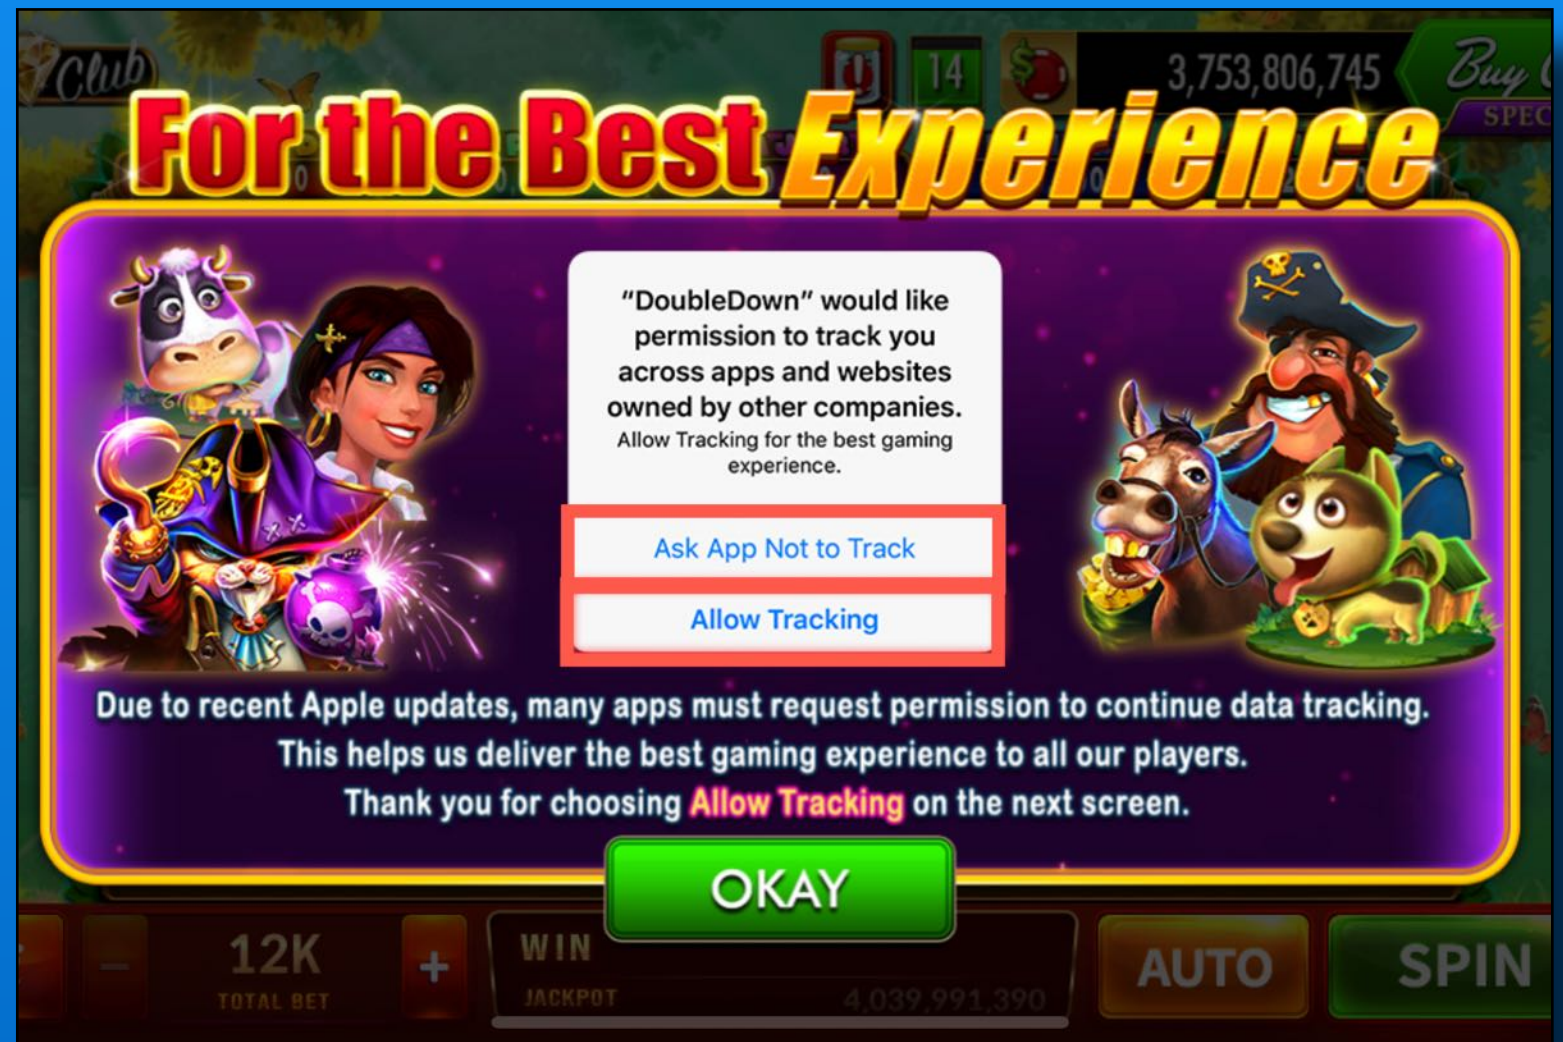 Club
14
3,753,806,745
Buy
SPEC
For the Best Experience
"DoubleDown" would like
permission to track you
across apps and websites
owned by other companies.
Allow Tracking for the best gaming
experience.
Ask App Not to Track
Allow Tracking
Due to recent Apple updates, many apps must request permission to continue data tracking.
This helps us deliver the best gaming experience to all our players.
Thank you for choosing Allow Tracking on the next screen.
OKAY
12K
TOTAL BET
WIN
JACKPOT
4,039,991,390
AUTO
SPIN